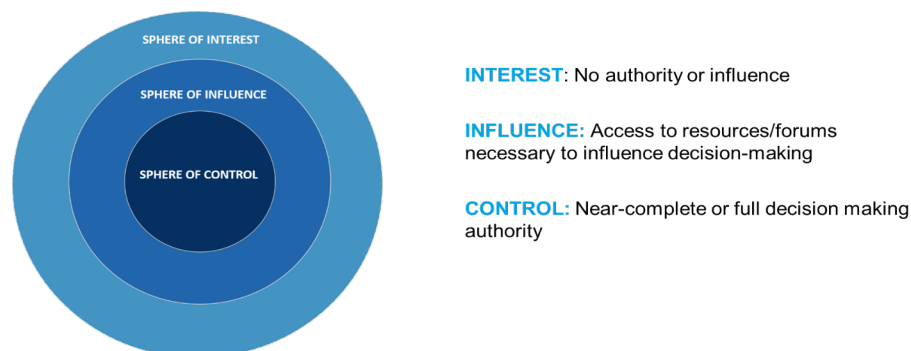 SPHERE OF INTEREST
SPHERE OF INFLUENCE
SPHERE OF CONTROL
INTEREST: No authority or influence
INFLUENCE: Access to resources/forums
necessary to influence decision-making
CONTROL: Near-complete or full decision making
authority